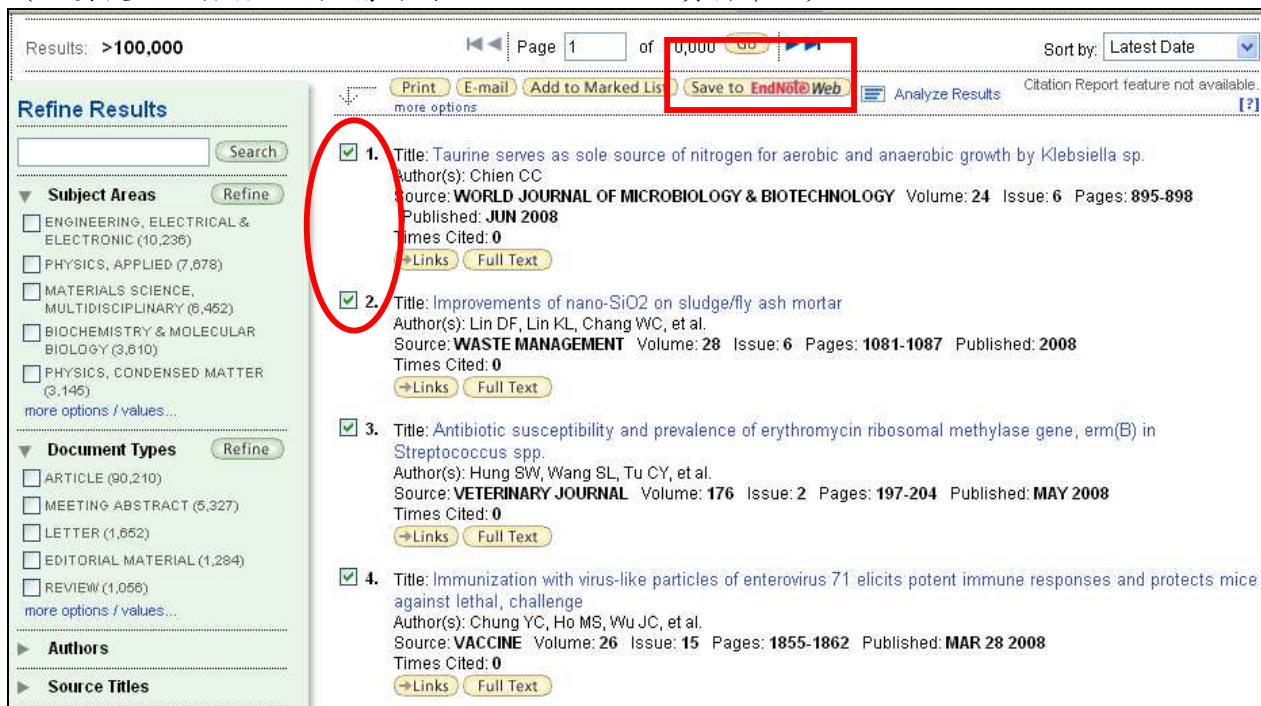 Results: >100,000
Page 1 of 0,000 Go
Sort by: Latest Date
Print E-mail Add to Marked List Save to EndNote Web Analyze Results
Citation Report feature not available.
more options
[?]
Refine Results
Search
Subject Areas Refine
ENGINEERING, ELECTRICAL &
ELECTRONIC (10,236)
PHYSICS, APPLIED (7,678)
MATERIALS SCIENCE,
MULTIDISCIPLINARY (6,452)
BIOCHEMISTRY & MOLECULAR
BIOLOGY (3,610)
PHYSICS, CONDENSED MATTER
(3,145)
more options / values...
Document Types Refine
ARTICLE (90,210)
MEETING ABSTRACT (5,327)
LETTER (1,652)
EDITORIAL MATERIAL (1,284)
REVIEW (1,056)
more options / values...
Authors
Source Titles
1. Title: Taurine serves as sole source of nitrogen for aerobic and anaerobic growth by Klebsiella sp.
Author(s): Chien CC
Source: WORLD JOURNAL OF MICROBIOLOGY & BIOTECHNOLOGY Volume: 24 Issue: 6 Pages: 895-898
Published: JUN 2008
Times Cited: 0
Links Full Text
2. Title: Improvements of nano-SiO2 on sludge/fly ash mortar
Author(s): Lin DF, Lin KL, Chang WC, et al.
Source: WASTE MANAGEMENT Volume: 28 Issue: 6 Pages: 1081-1087 Published: 2008
Times Cited: 0
Links Full Text
3. Title: Antibiotic susceptibility and prevalence of erythromycin ribosomal methylase gene, erm(B) in
Streptococcus spp.
Author(s): Hung SW, Wang SL, Tu CY, et al.
Source: VETERINARY JOURNAL Volume: 176 Issue: 2 Pages: 197-204 Published: MAY 2008
Times Cited: 0
Links Full Text
4. Title: Immunization with virus-like particles of enterovirus 71 elicits potent immune responses and protects mice
against lethal, challenge
Author(s): Chung YC, Ho MS, Wu JC, et al.
Source: VACCINE Volume: 26 Issue: 15 Pages: 1855-1862 Published: MAR 28 2008
Times Cited: 0
Links Full Text